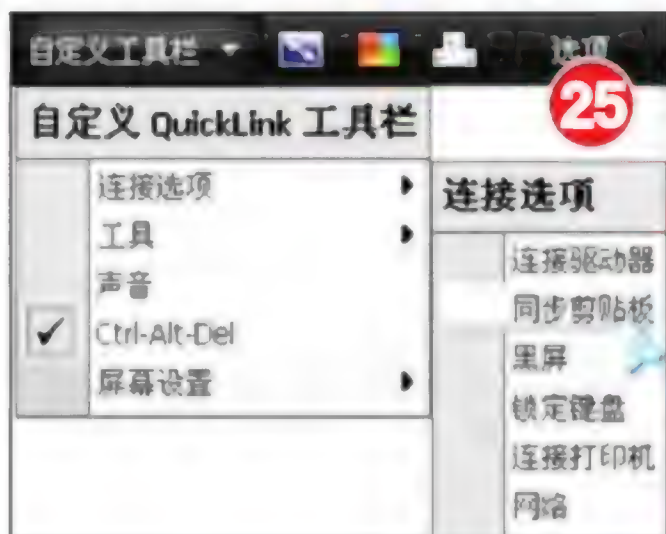 自定义工具栏 选项
25
自定义 QuickLink 工具栏
连接选项
工具
声音
Ctrl-Alt-Del
屏幕设置
连接选项
连接驱动器
同步剪贴板
黑屏
锁定键盘
连接打印机
网络